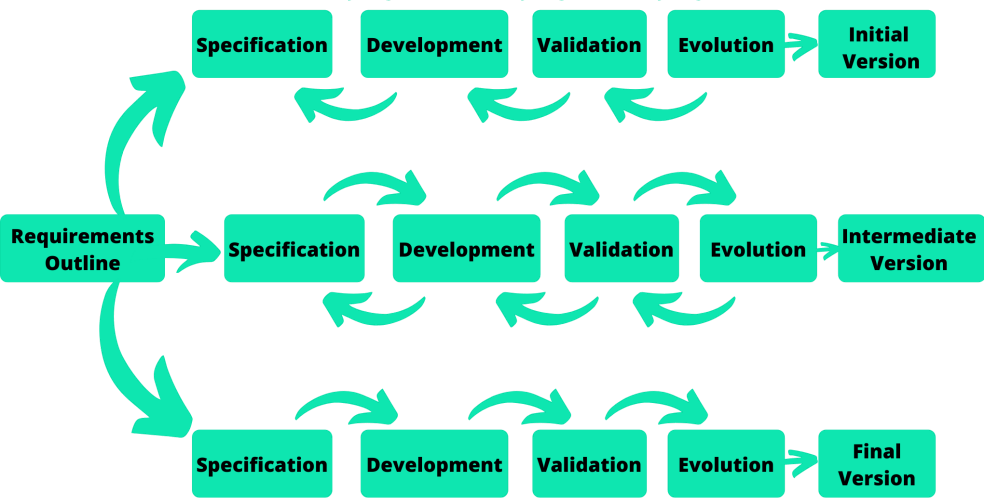 Specification
Development
Validation
Evolution
Initial
Version
Requirements
Outline
Specification
Development
Validation
Evolution
Intermediate
Version
Specification
Development
Validation
Evolution
Final
Version